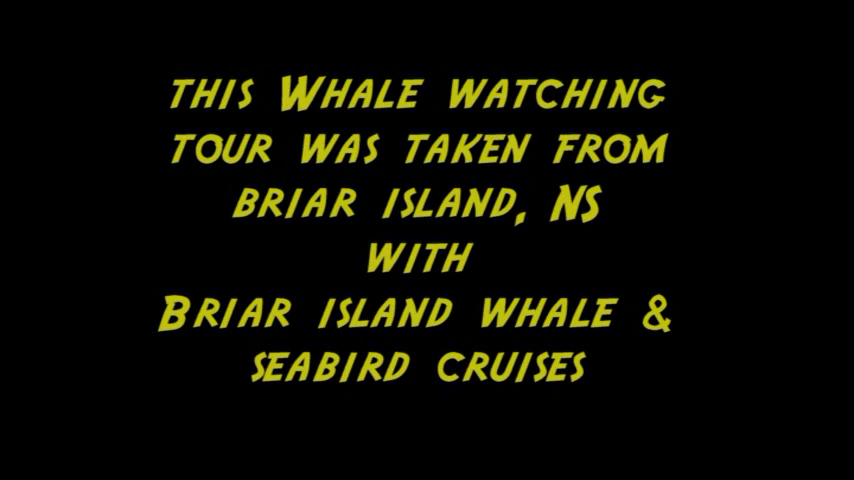 this Whale watching
tour was taken from
briar island, NS
with
Briar island whale &
seabird cruises